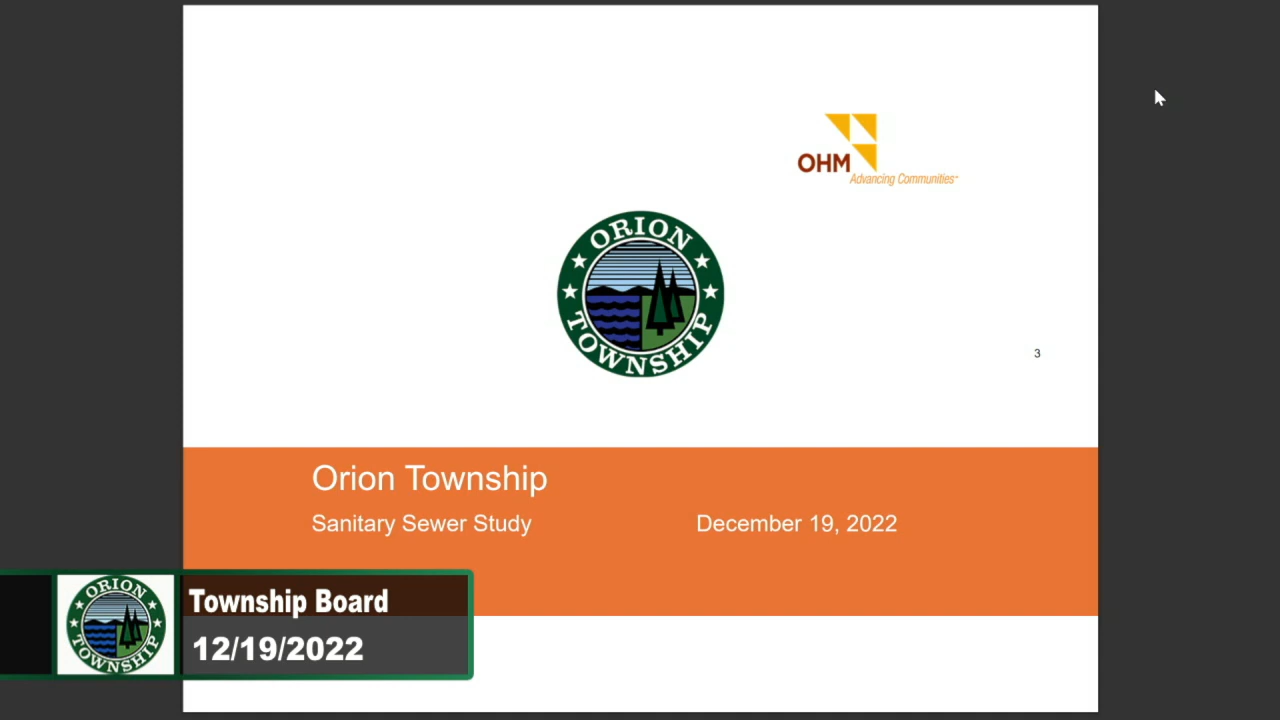 OHM
Advancing Communities
ORION
TOWNSHIP
3
Orion Township
Sanitary Sewer Study
December 19, 2022
ORION
TOWNSHIP
Township Board
12/19/2022